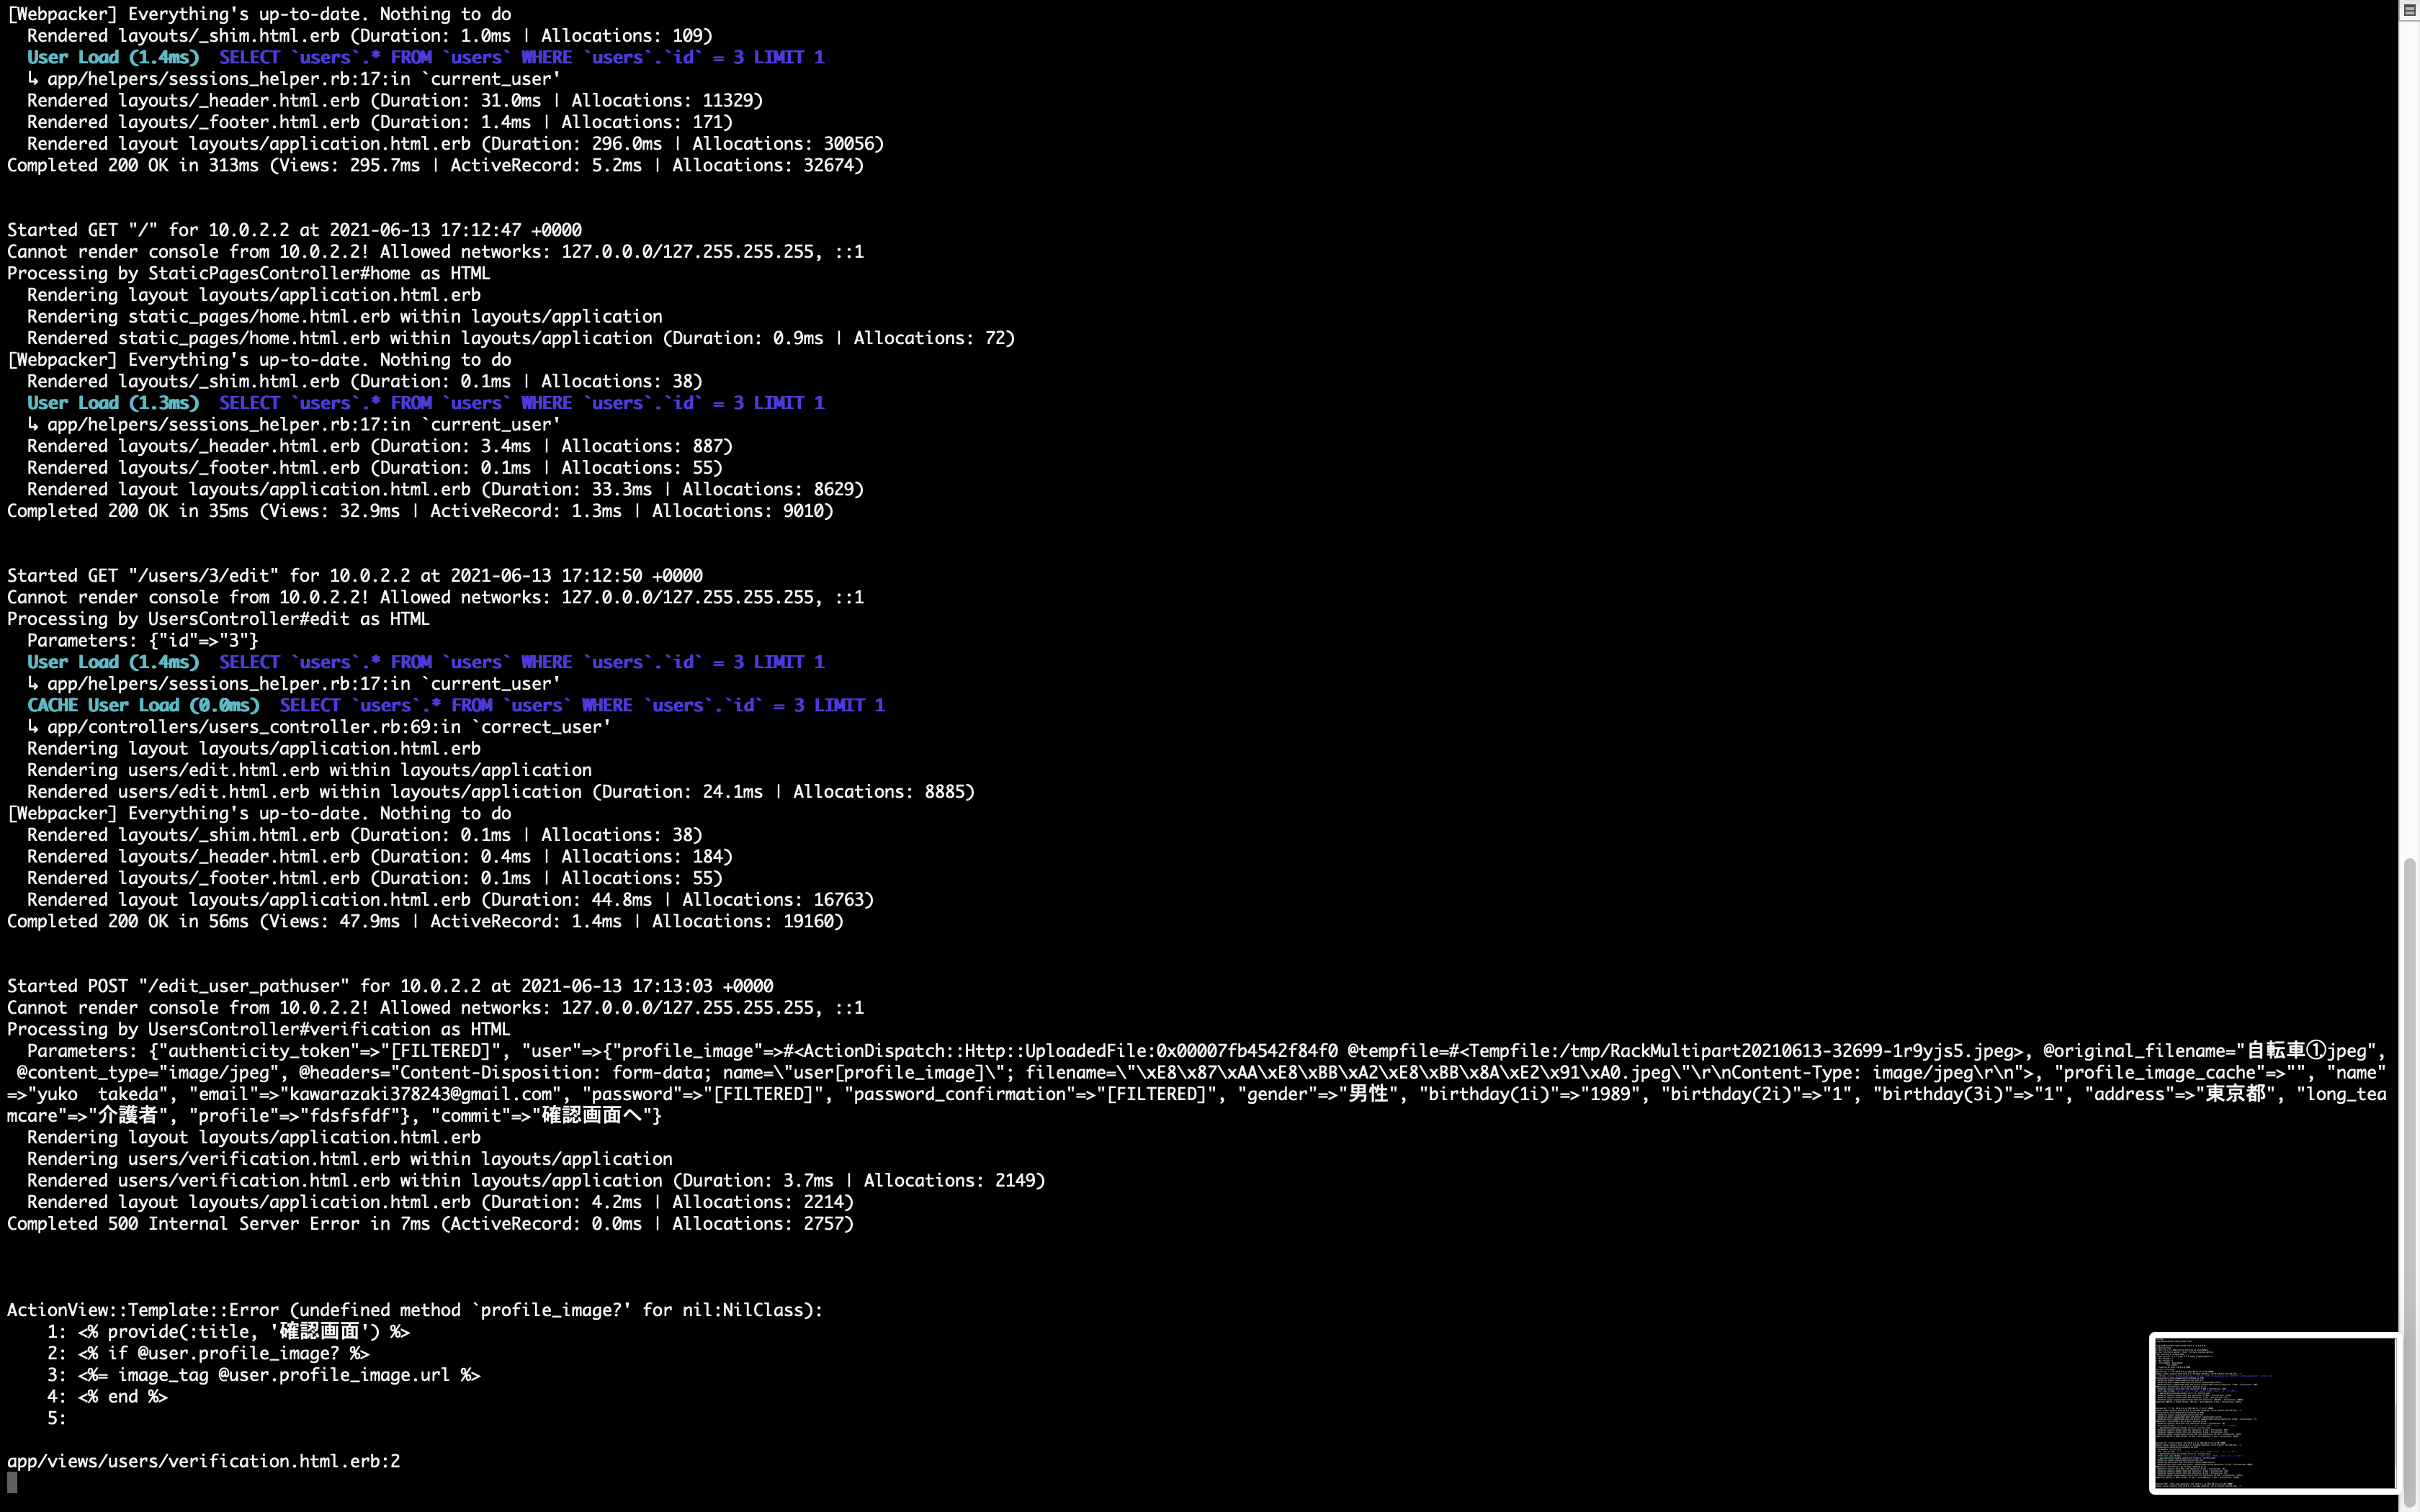 [Webpacker] Everything's up-to-date. Nothing to do
  Rendered layouts/_shim.html.erb (Duration: 1.0ms | Allocations: 109)
  User Load (1.4ms)  SELECT `users`.* FROM `users` WHERE `users`.`id` = 3 LIMIT 1
  ↳ app/helpers/sessions_helper.rb:17:in `current_user'
  Rendered layouts/_header.html.erb (Duration: 31.0ms | Allocations: 11329)
  Rendered layouts/_footer.html.erb (Duration: 1.4ms | Allocations: 171)
  Rendered layout layouts/application.html.erb (Duration: 296.0ms | Allocations: 30056)
Completed 200 OK in 313ms (Views: 295.7ms | ActiveRecord: 5.2ms | Allocations: 32674)
Started GET "/" for 10.0.2.2 at 2021-06-13 17:12:47 +0000
Cannot render console from 10.0.2.2! Allowed networks: 127.0.0.0/127.255.255.255, ::1
Processing by StaticPagesController#home as HTML
  Rendering layout layouts/application.html.erb
  Rendering static_pages/home.html.erb within layouts/application
  Rendered static_pages/home.html.erb within layouts/application (Duration: 0.9ms | Allocations: 72)
[Webpacker] Everything's up-to-date. Nothing to do
  Rendered layouts/_shim.html.erb (Duration: 0.1ms | Allocations: 38)
  User Load (1.3ms)  SELECT `users`.* FROM `users` WHERE `users`.`id` = 3 LIMIT 1
  ↳ app/helpers/sessions_helper.rb:17:in `current_user'
  Rendered layouts/_header.html.erb (Duration: 3.4ms | Allocations: 887)
  Rendered layouts/_footer.html.erb (Duration: 0.1ms | Allocations: 55)
  Rendered layout layouts/application.html.erb (Duration: 33.3ms | Allocations: 8629)
Completed 200 OK in 35ms (Views: 32.9ms | ActiveRecord: 1.3ms | Allocations: 9010)
Started GET "/users/3/edit" for 10.0.2.2 at 2021-06-13 17:12:50 +0000
Cannot render console from 10.0.2.2! Allowed networks: 127.0.0.0/127.255.255.255, ::1
Processing by UsersController#edit as HTML
  Parameters: {"id"=>"3"}
  User Load (1.4ms)  SELECT `users`.* FROM `users` WHERE `users`.`id` = 3 LIMIT 1
  ↳ app/helpers/sessions_helper.rb:17:in `current_user'
  CACHE User Load (0.0ms)  SELECT `users`.* FROM `users` WHERE `users`.`id` = 3 LIMIT 1
  ↳ app/controllers/users_controller.rb:69:in `correct_user'
  Rendering layout layouts/application.html.erb
  Rendering users/edit.html.erb within layouts/application
  Rendered users/edit.html.erb within layouts/application (Duration: 24.1ms | Allocations: 8885)
[Webpacker] Everything's up-to-date. Nothing to do
  Rendered layouts/_shim.html.erb (Duration: 0.1ms | Allocations: 38)
  Rendered layouts/_header.html.erb (Duration: 0.4ms | Allocations: 184)
  Rendered layouts/_footer.html.erb (Duration: 0.1ms | Allocations: 55)
  Rendered layout layouts/application.html.erb (Duration: 44.8ms | Allocations: 16763)
Completed 200 OK in 56ms (Views: 47.9ms | ActiveRecord: 1.4ms | Allocations: 19160)
Started POST "/edit_user_pathuser" for 10.0.2.2 at 2021-06-13 17:13:03 +0000
Cannot render console from 10.0.2.2! Allowed networks: 127.0.0.0/127.255.255.255, ::1
Processing by UsersController#verification as HTML
  Parameters: {"authenticity_token"=>"[FILTERED]", "user"=>{"profile_image"=>#<ActionDispatch::Http::UploadedFile:0x00007fb4542f84f0 @tempfile=#<Tempfile:/tmp/RackMultipart20210613-32699-1r9yjs5.jpeg>, @original_filename="自転車①jpeg",
 @content_type="image/jpeg", @headers="Content-Disposition: form-data; name=\"user[profile_image]\"; filename=\"\xE8\x87\xAA\xE8\xBB\xA2\xE8\xBB\x8A\xE2\x91\xA0.jpeg\"\r\nContent-Type: image/jpeg\r\n">, "profile_image_cache"=>"", "name"
=>"yuko  takeda", "email"=>"kawarazaki378243@gmail.com", "password"=>"[FILTERED]", "password_confirmation"=>"[FILTERED]", "gender"=>"男性", "birthday(1i)"=>"1989", "birthday(2i)"=>"1", "birthday(3i)"=>"1", "address"=>"東京都", "long_tea
mcare"=>"介護者", "profile"=>"fdsfsfdf"}, "commit"=>"確認画面へ"}
  Rendering layout layouts/application.html.erb
  Rendering users/verification.html.erb within layouts/application
  Rendered users/verification.html.erb within layouts/application (Duration: 3.7ms | Allocations: 2149)
  Rendered layout layouts/application.html.erb (Duration: 4.2ms | Allocations: 2214)
Completed 500 Internal Server Error in 7ms (ActiveRecord: 0.0ms | Allocations: 2757)
ActionView::Template::Error (undefined method `profile_image?' for nil:NilClass):
    1: <% provide(:title, '確認画面') %>
    2: <% if @user.profile_image? %>
    3: <%= image_tag @user.profile_image.url %>
    4: <% end %>
    5:
app/views/users/verification.html.erb:2